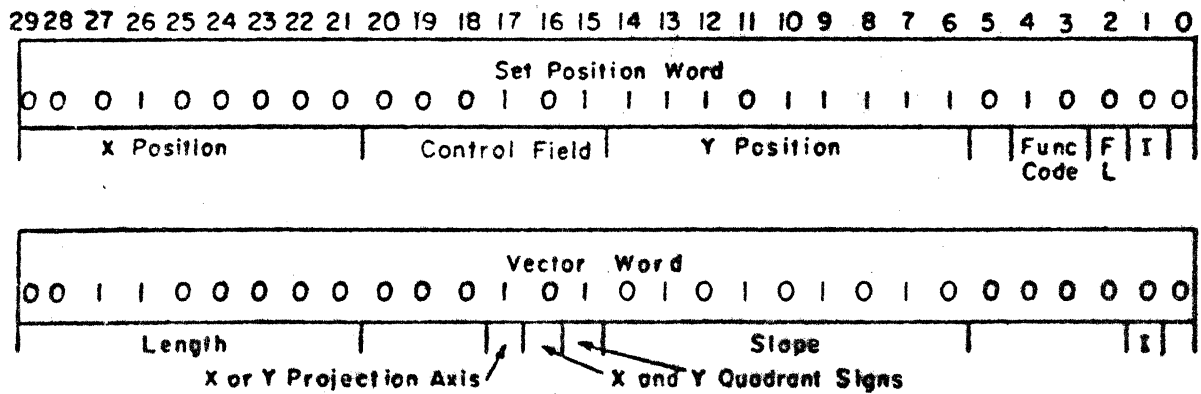 29 28 27 26 25 24 23 22 21 20 19 18 17 16 15 14 13 12 11 10 9 8 7 6 5 4 3 2 1 0
Set Position Word
0 0 0 1 0 0 0 0 0 0 0 0 1 0 1 1 1 1 0 1 1 1 1 1 0 1 0 0 0 0
X Position Control Field Y Position Func F I
Code L
Vector Word
0 0 1 1 0 0 0 0 0 0 0 0 1 0 1 0 1 0 1 0 1 0 1 0 0 0 0 0 0 0
Length Slope I
X or Y Projection Axis X and Y Quadrant Signs